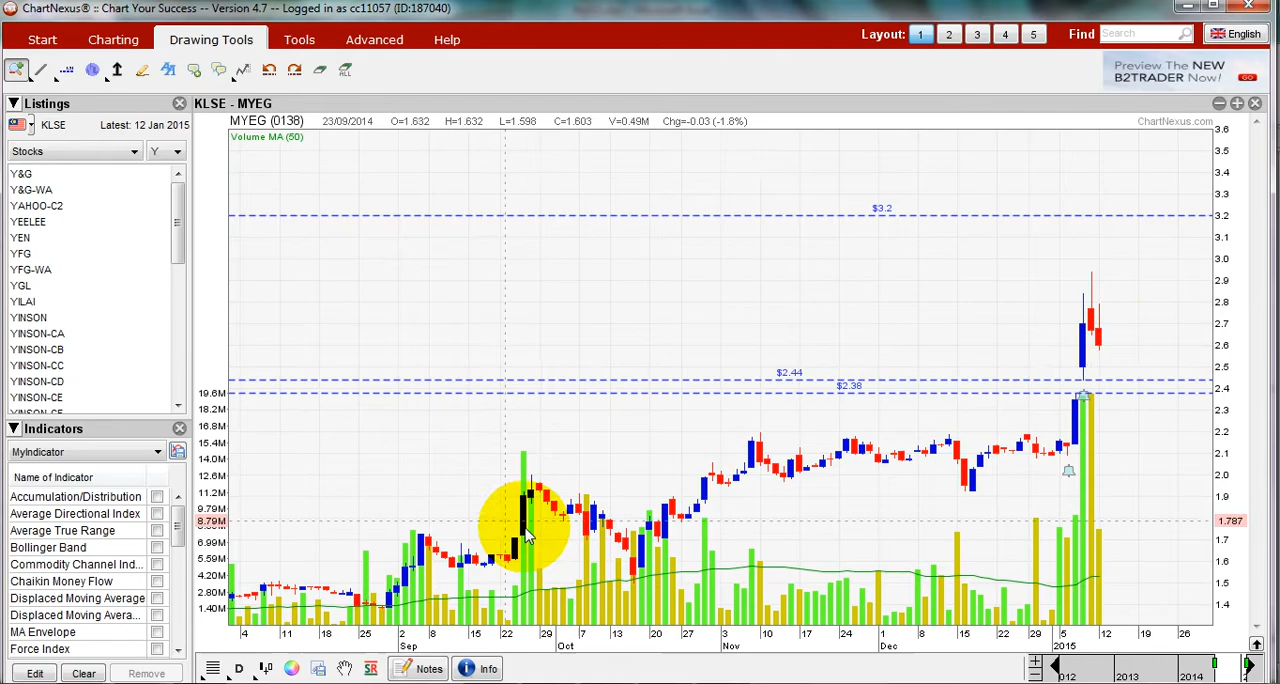 ChartNexus® :: Chart Your Success -- Version 4.7 -- Logged in as cc11057 (ID:187040)
Start Charting Drawing Tools Tools Advanced Help Layout: 1 2 3 4 5 Find Search English
ALL
Preview The NEW
B2TRADER Now! GO
Listings
KLSE Latest: 12 Jan 2015
Stocks Y
Y&G
Y&G-WA
YAHOO-C2
YEELEE
YEN
YFG
YFG-WA
YGL
YILAI
YINSON
YINSON-CA
YINSON-CB
YINSON-CC
YINSON-CD
YINSON-CE
Indicators
MyIndicator
Name of Indicator
Accumulation/Distribution
Average Directional Index
Average True Range
Bollinger Band
Commodity Channel Ind...
Chaikin Money Flow
Displaced Moving Average
Displaced Moving Avera...
MA Envelope
Force Index
Edit Clear Remove
KLSE - MYEG
MYEG (0138) 23/09/2014 O=1.632 H=1.632 L=1.598 C=1.603 V=0.49M Chg=-0.03 (-1.8%) ChartNexus.com
Volume MA (50)
$3.2
$2.44
$2.38
19.6M
18.2M
16.8M
15.4M
14.0M
12.6M
11.2M
9.79M
8.79M
6.99M
5.59M
4.20M
2.80M
1.40M
3.6
3.5
3.4
3.3
3.2
3.1
3.0
2.9
2.8
2.7
2.6
2.5
2.4
2.3
2.2
2.1
2.0
1.9
1.787
1.7
1.6
1.5
1.4
4 11 18 25 2 8 15 22 29 7 13 20 27 3 10 17 24 1 8 15 22 29 5 12 19 26
Sep Oct Nov Dec 2015
D SR Notes Info
012 2013 2014